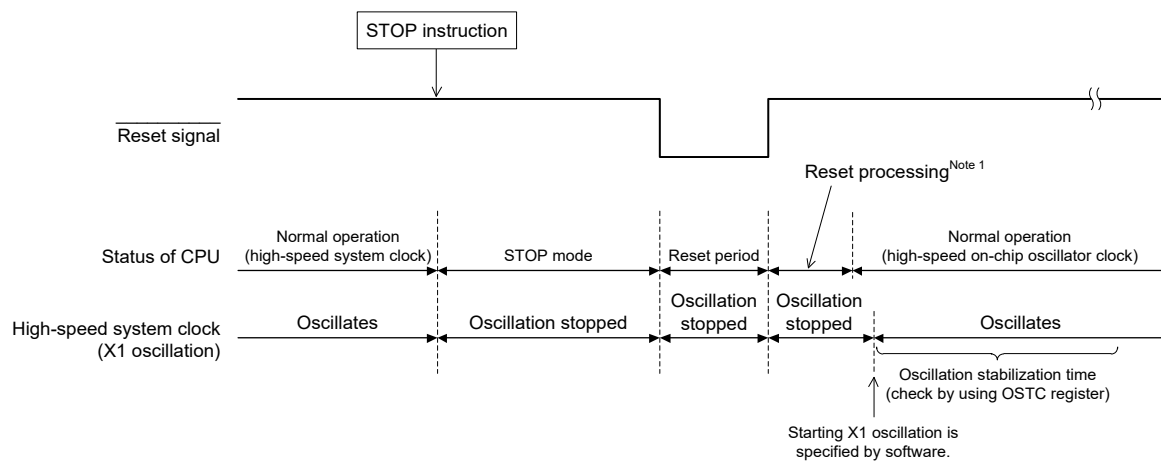 STOP instruction
Reset signal
Reset processing Note 1
Status of CPU
Normal operation
(high-speed system clock)
STOP mode
Reset period
Normal operation
(high-speed on-chip oscillator clock)
High-speed system clock
(X1 oscillation)
Oscillates
Oscillation stopped
Oscillation
stopped
Oscillation
stopped
Oscillates
Oscillation stabilization time
(check by using OSTC register)
Starting X1 oscillation is
specified by software.